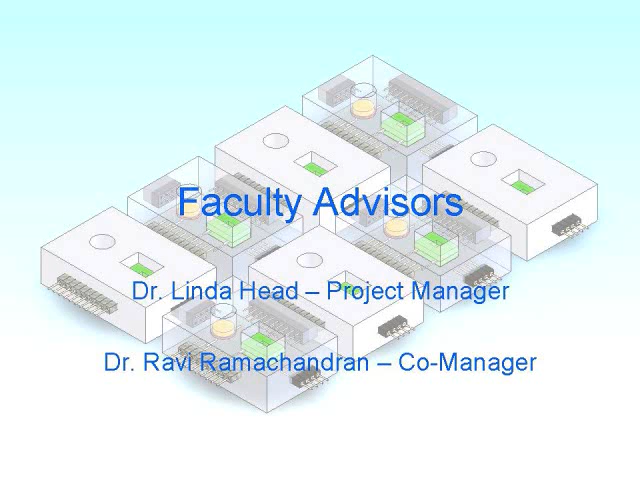 Faculty Advisors
Dr. Linda Head – Project Manager
Dr. Ravi Ramachandran – Co-Manager